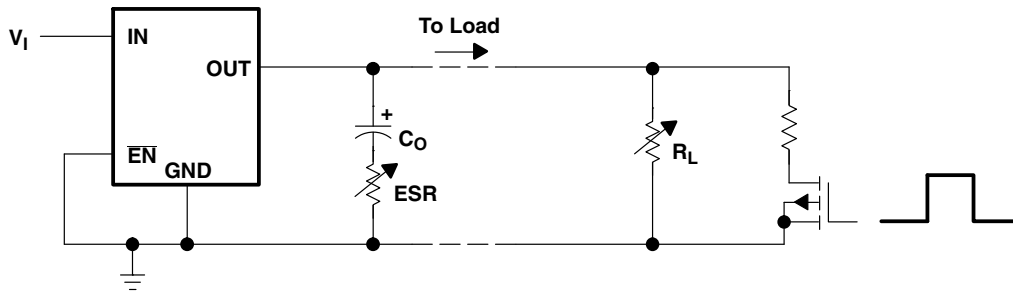 To Load
V_I
IN
OUT
+
C_O
EN̅
GND
ESR
R_L